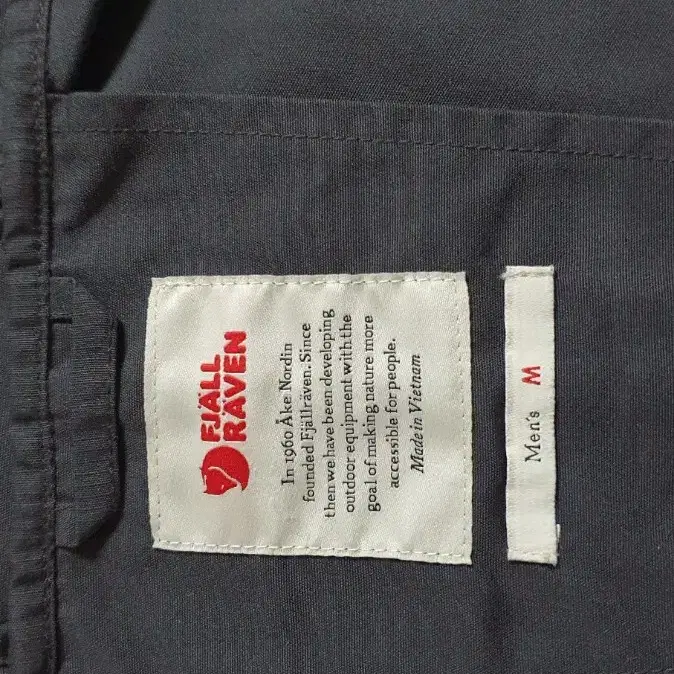 FJÄLL
RÄVEN
In 1960 Åke Nordin
founded Fjällräven. Since
then we have been developing
outdoor equipment with the
goal of making nature more
accessible for people.
Made in Vietnam
Men's M